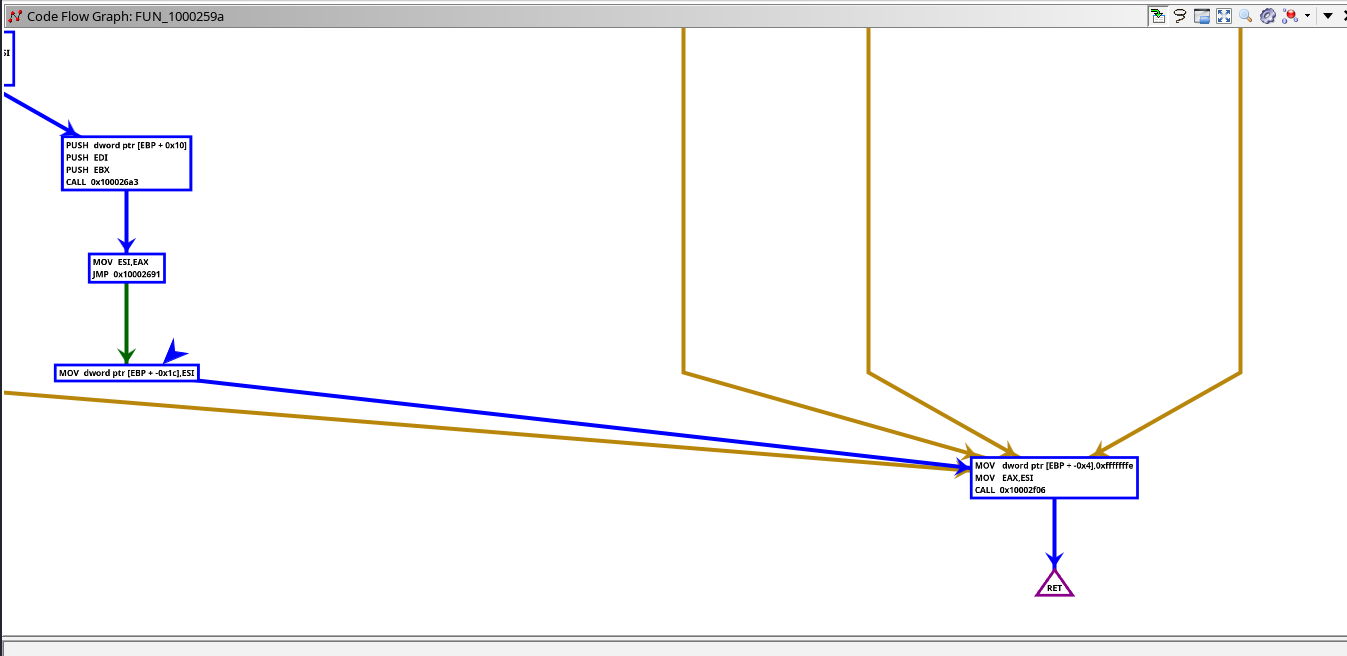 Code Flow Graph: FUN_1000259a
SI
PUSH dword ptr [EBP + 0x10]
PUSH EDI
PUSH EBX
CALL 0x100026a3
MOV ESI,EAX
JMP 0x10002691
MOV dword ptr [EBP + -0x1c],ESI
MOV dword ptr [EBP + -0x4],0xfffffffe
MOV EAX,ESI
CALL 0x10002f06
RET